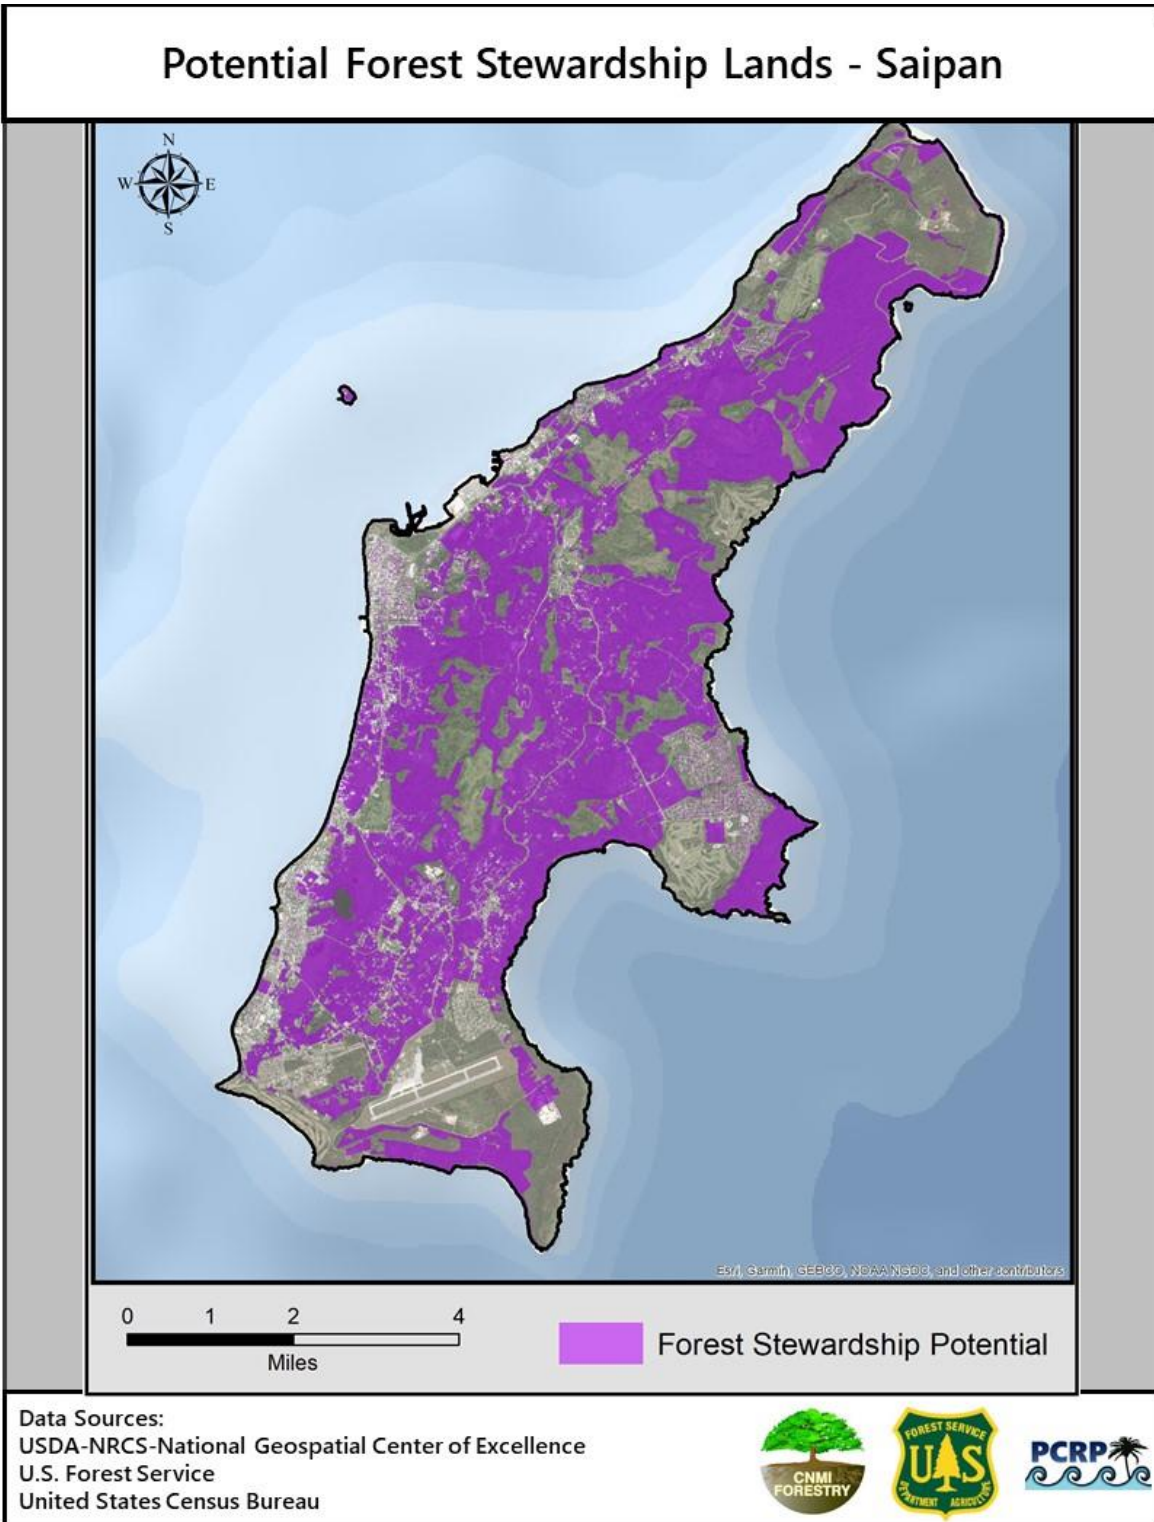 Potential Forest Stewardship Lands - Saipan
N
W E
S
Esri, Garmin, GEBCO, NOAA NGDC, and other contributors
0 1 2 4
Miles
Forest Stewardship Potential
Data Sources:
USDA-NRCS-National Geospatial Center of Excellence
U.S. Forest Service
United States Census Bureau
CNMI
FORESTRY
FOREST SERVICE
U S
DEPARTMENT AGRICULTURE
PCRP